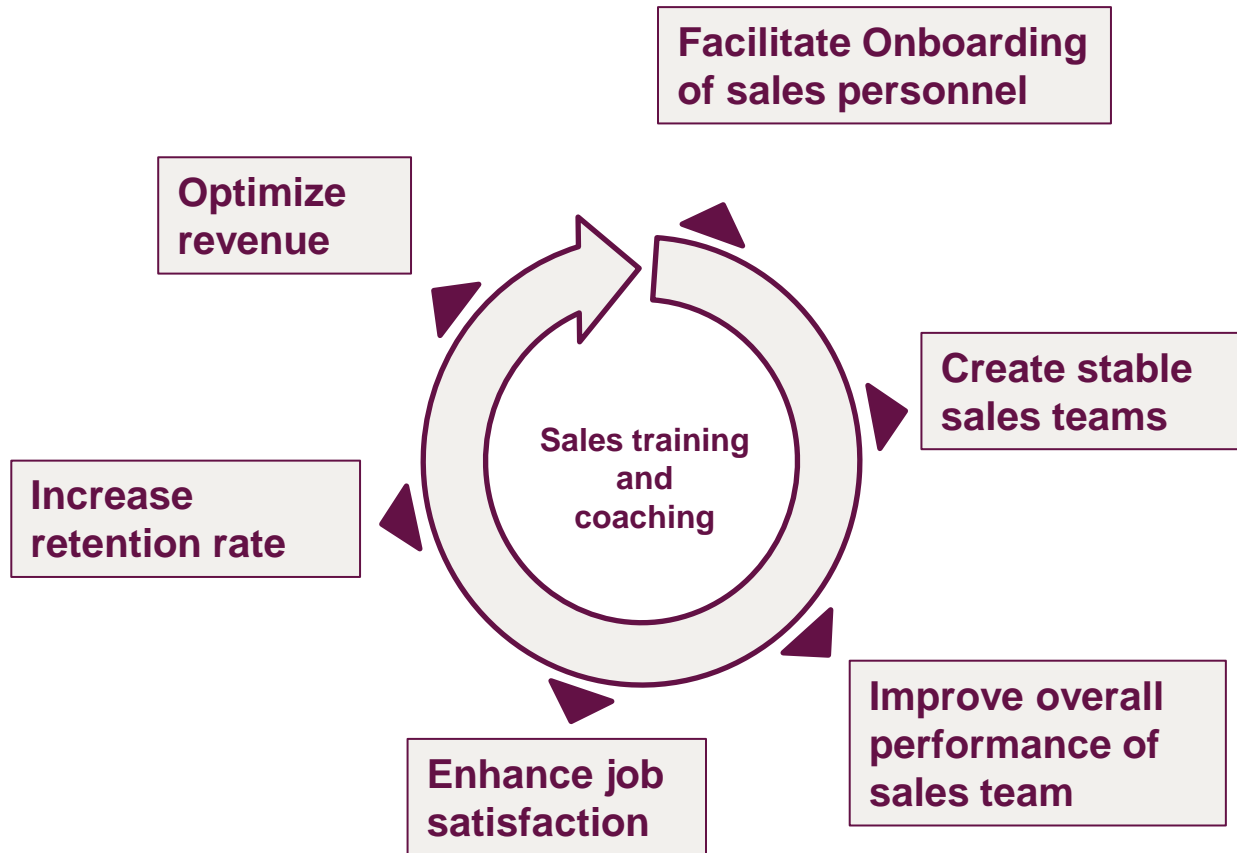 Facilitate Onboarding
of sales personnel
Optimize
revenue
Create stable
sales teams
Sales training
and
coaching
Increase
retention rate
Improve overall
performance of
sales team
Enhance job
satisfaction